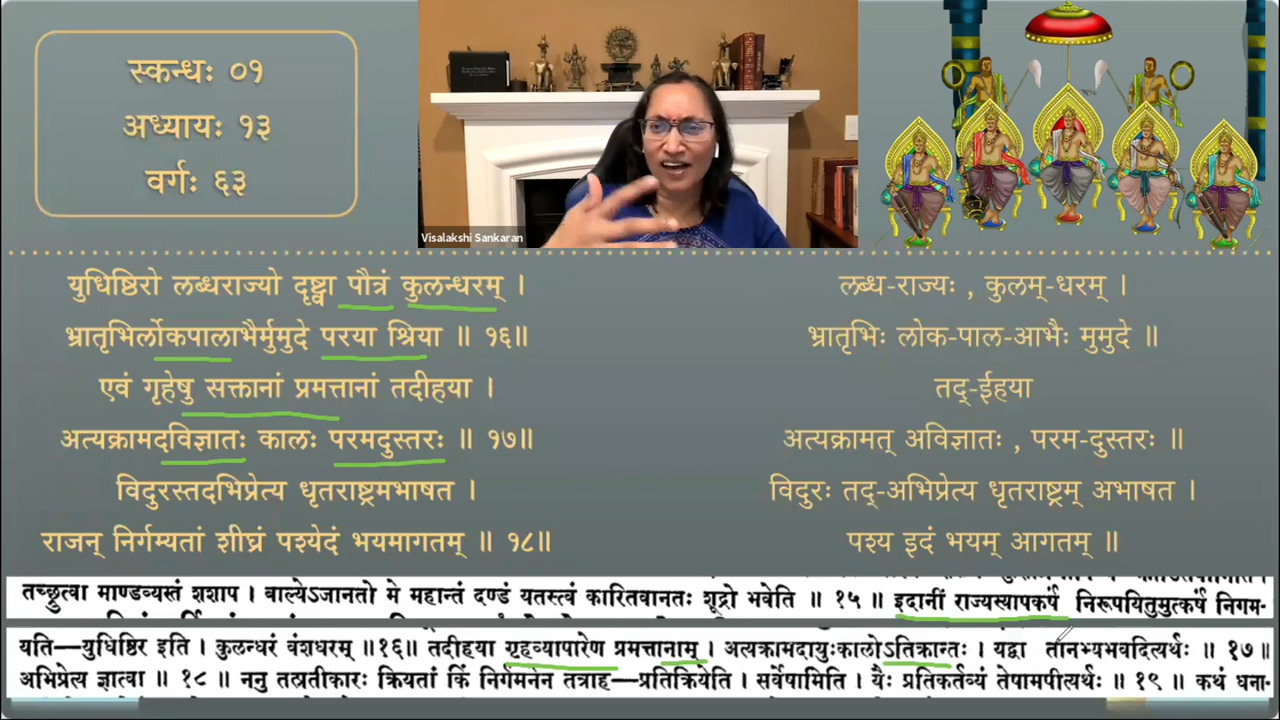 स्कन्धः ०१
अध्यायः १३
वर्गः ६३
Visalakshi Sankaran
युधिष्ठिरो लब्धराज्यो दृष्ट्वा पौत्रं कुलन्धरम् ।
भ्रातृभिर्लोकपालाभैर्मुमुदे परया श्रिया ॥ १६॥
एवं गृहेषु सक्तानां प्रमत्तानां तदीहया ।
अत्यक्रामदविज्ञातः कालः परमदुस्तरः ॥ १७॥
विदुरस्तदभिप्रेत्य धृतराष्ट्रमभाषत ।
राजन् निर्गम्यतां शीघ्रं पश्येदं भयमागतम् ॥ १८॥
लब्ध-राज्यः , कुलम्-धरम् ।
भ्रातृभिः लोक-पाल-आभैः मुमुदे ॥
तद्-ईहया
अत्यक्रामत् अविज्ञातः , परम-दुस्तरः ॥
विदुरः तद्-अभिप्रेत्य धृतराष्ट्रम् अभाषत ।
पश्य इदं भयम् आगतम् ॥
तच्छ्रुत्वा माण्डव्यस्तं शशाप । बाल्येऽजानतो मे महान्तं दण्डं यतस्त्वं कारितवानतः शूद्रो भवेति ॥ १५ ॥ इदानीं राज्यस्यापकर्षं निरूपयितुमुत्कर्षं निगम-
यति—युधिष्ठिर इति । कुलन्धरं वंशधरम् ॥१६॥ तदीहया गृहव्यापारेण प्रमत्तानाम् । अत्यक्रामदायुःकालोऽतिक्रान्तः । यद्वा तानभ्यभवदित्यर्थः ॥ १७॥
अभिप्रेत्य ज्ञात्वा ॥ १८ ॥ ननु तत्प्रतीकारः क्रियतां किं निर्गमनेन तत्राह—प्रतिक्रियेति । सर्वेषामिति । यैः प्रतिकर्तव्यं तेषामपीत्यर्थः ॥ १९ ॥ कथं धना-